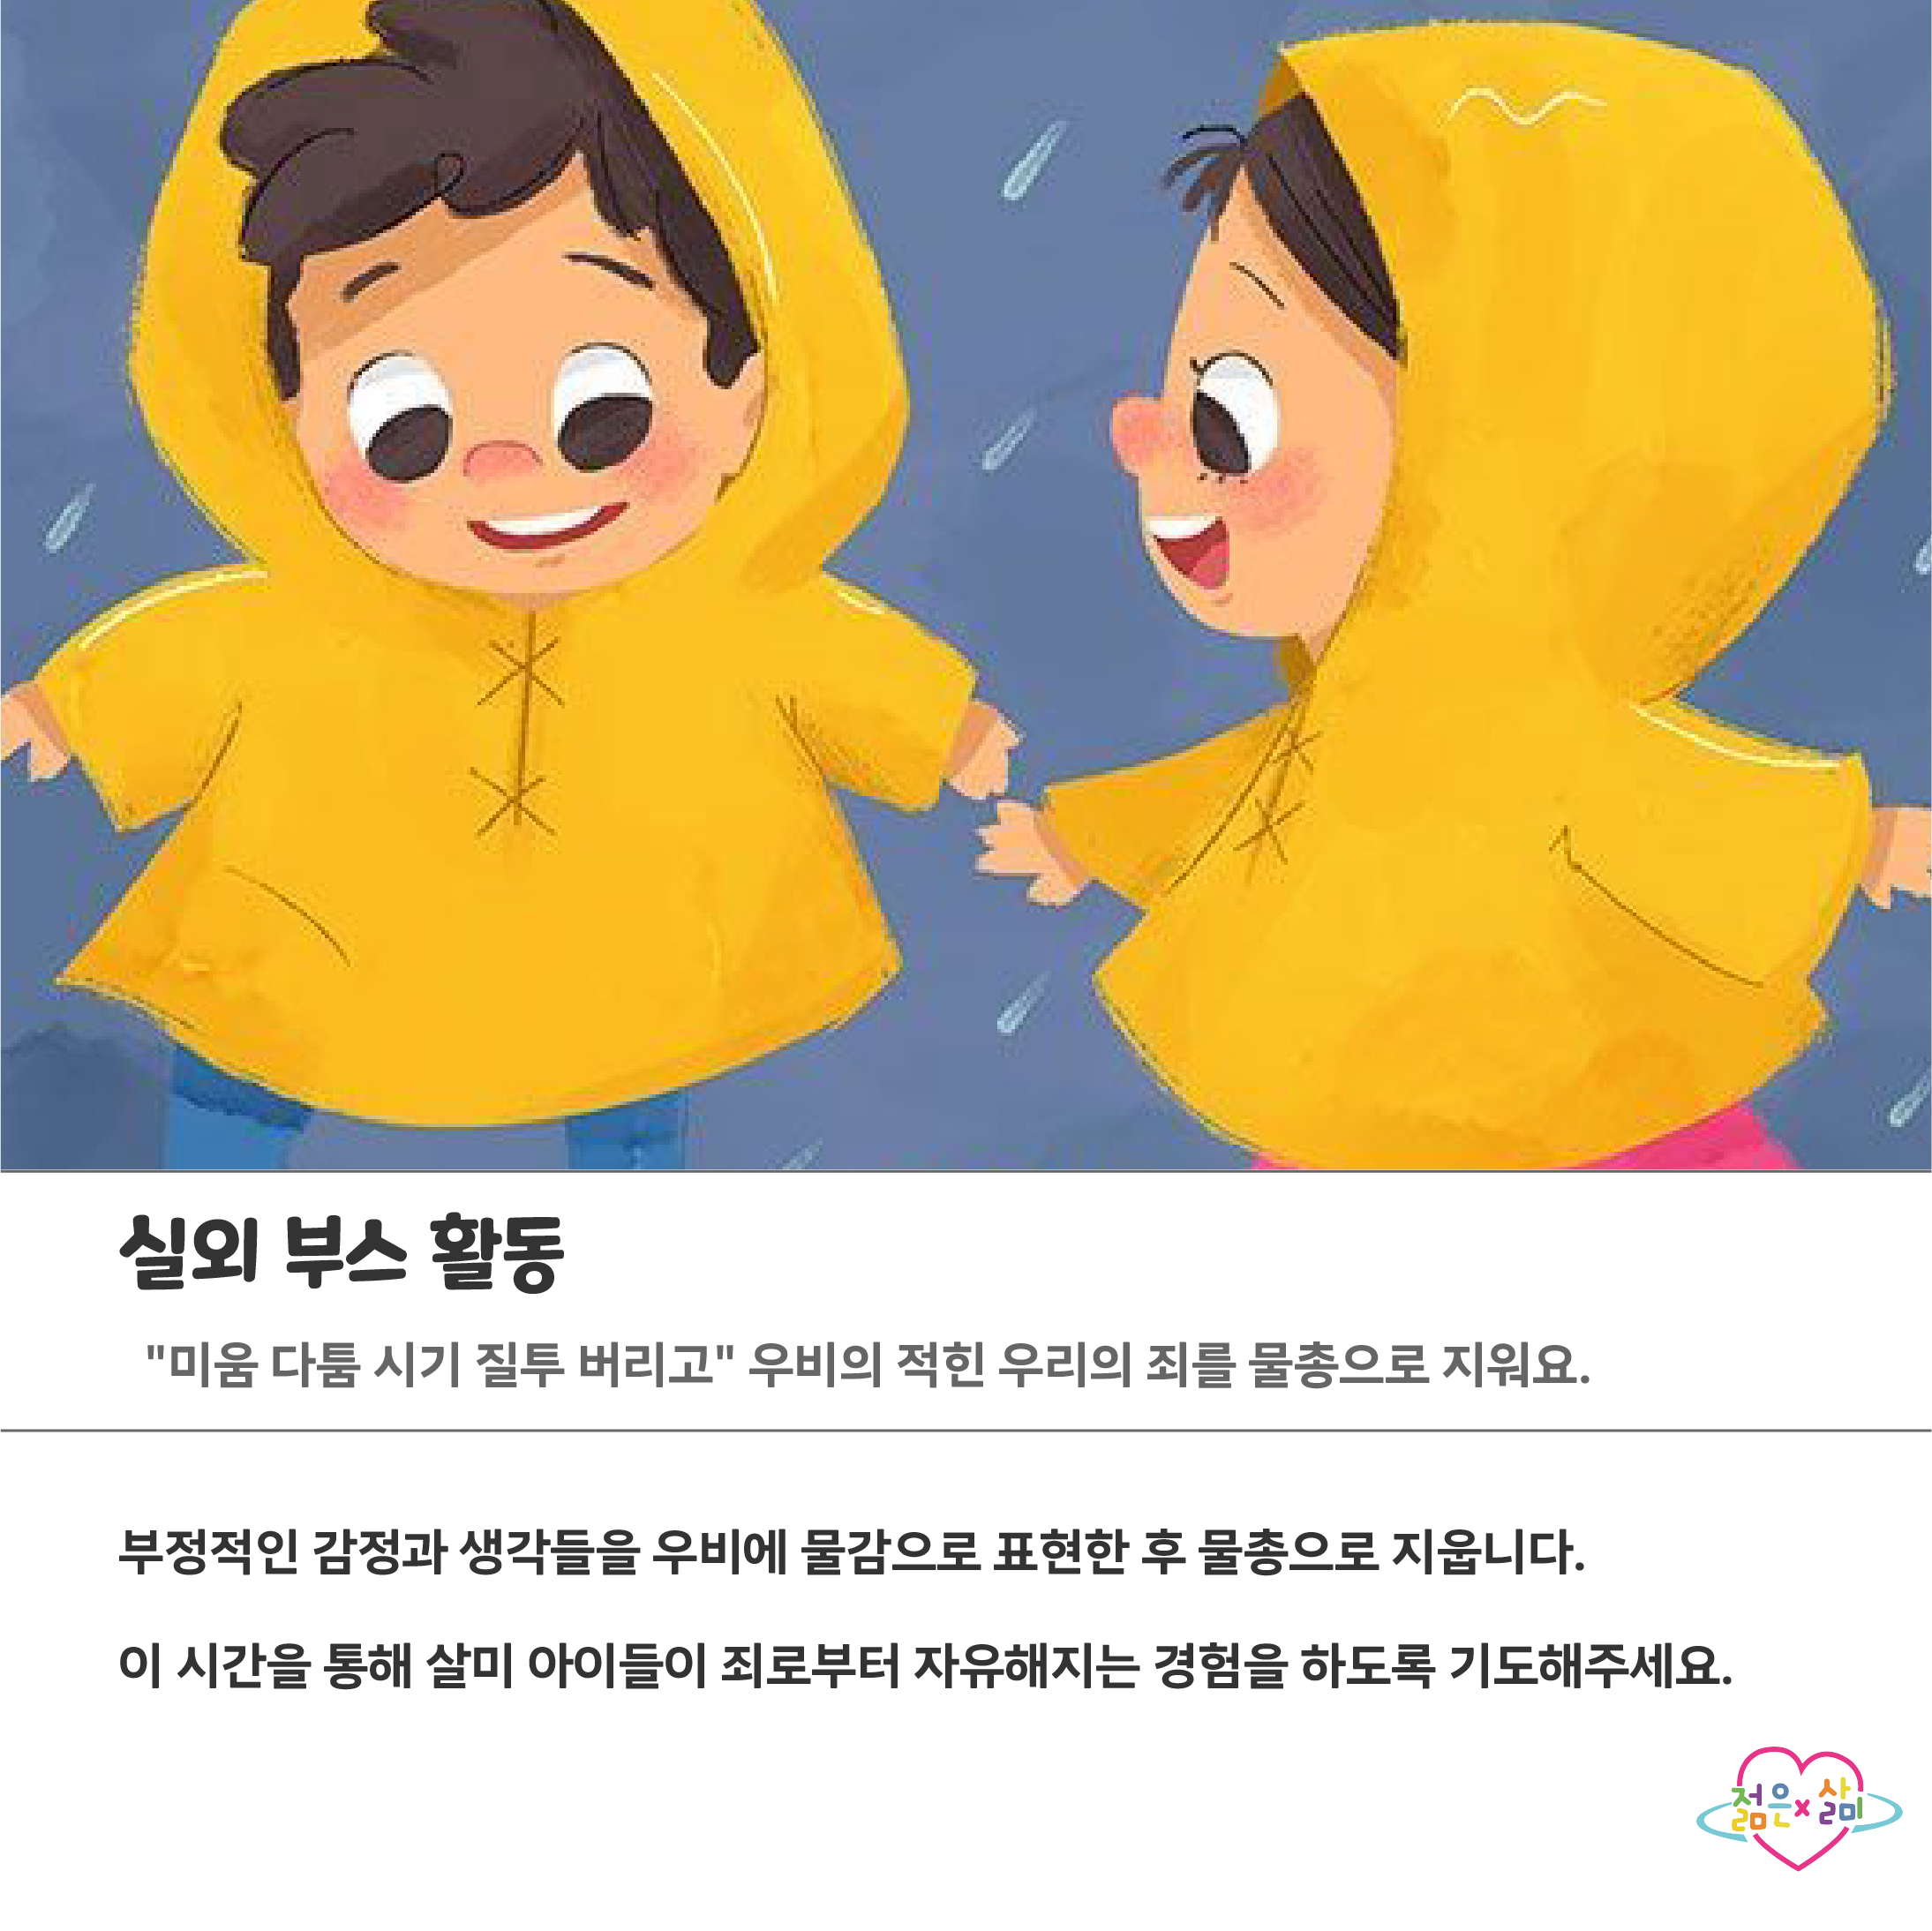 실외 부스 활동
"미움 다툼 시기 질투 버리고" 우비의 적힌 우리의 죄를 물총으로 지워요.
부정적인 감정과 생각들을 우비에 물감으로 표현한 후 물총으로 지웁니다.
이 시간을 통해 살미 아이들이 죄로부터 자유해지는 경험을 하도록 기도해주세요.
젊은x살미